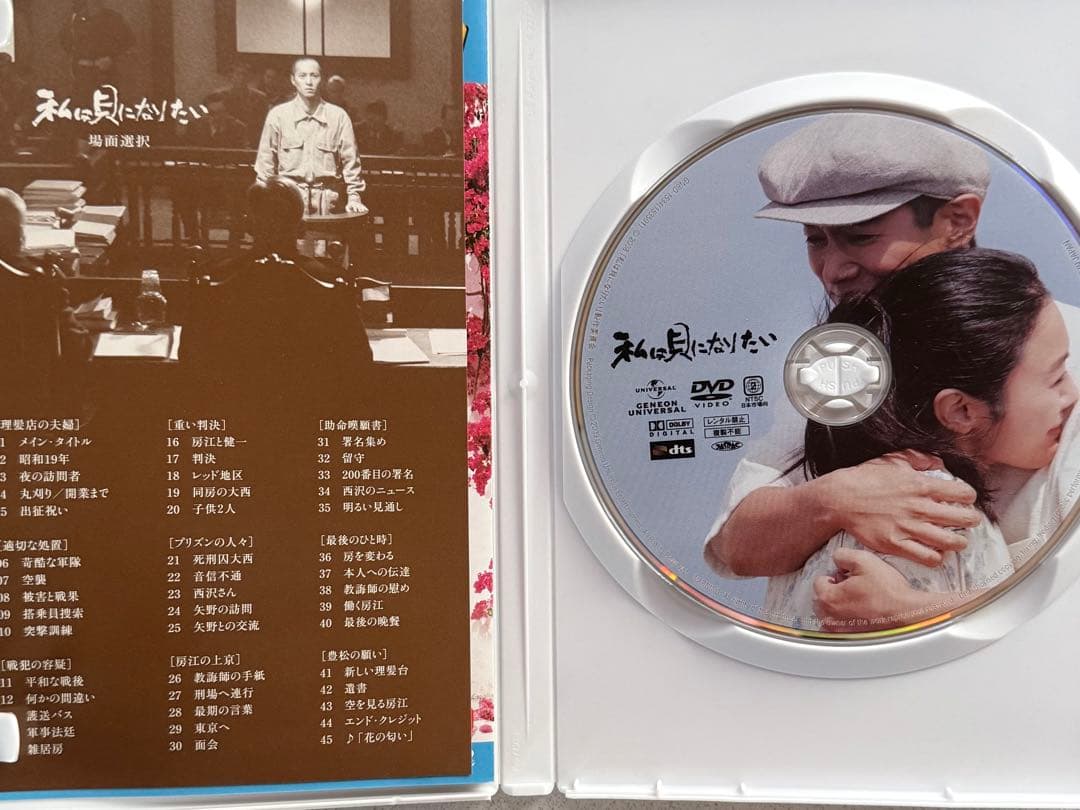 私は貝になりたい
場面選択
理髪店の夫婦]
1 メイン・タイトル
2 昭和19年
3 夜の訪問者
4 丸刈り／開業まで
5 出征祝い
[適切な処置]
06 苛酷な軍隊
07 空襲
08 被害と戦果
09 搭乗員捜索
10 突撃訓練
[戦犯の容疑]
11 平和な戦後
12 何かの間違い
護送バス
軍事法廷
雑居房
[重い判決]
16 房江と健一
17 判決
18 レッド地区
19 同房の大西
20 子供2人
[プリズンの人々]
21 死刑囚大西
22 音信不通
23 西沢さん
24 矢野の訪問
25 矢野との交流
[房江の上京]
26 教誨師の手紙
27 刑場へ連行
28 最期の言葉
29 東京へ
30 面会
[助命嘆願書]
31 署名集め
32 留守
33 200番目の署名
34 西沢のニュース
35 明るい見通し
[最後のひと時]
36 房を変わる
37 本人への伝達
38 教誨師の慰め
39 働く房江
40 最後の晩餐
[豊松の願い]
41 新しい理髪台
42 遺書
43 空を見る房江
44 エンド・クレジット
45 ♪「花の匂い」
私は貝になりたい
UNIVERSAL
GENEON
UNIVERSAL
DVD
VIDEO
2
NTSC
日本市場向
DOLBY
DIGITAL
レンタル禁止
複製不能
dts
PUSH